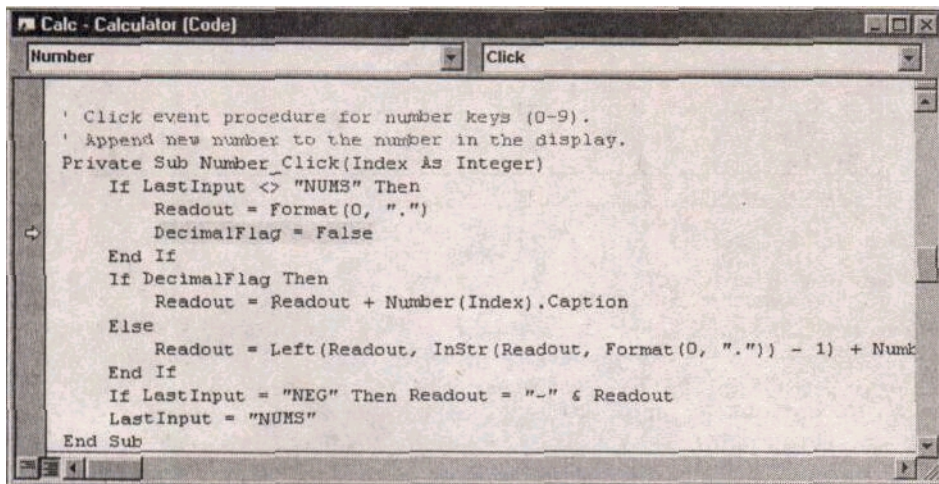 Calc - Calculator (Code)
Number Click
' Click event procedure for number keys (0-9).
' Append new number to the number in the display.
Private Sub Number_Click(Index As Integer)
If LastInput <> "NUMS" Then
Readout = Format(0, ".")
DecimalFlag = False
End If
If DecimalFlag Then
Readout = Readout + Number(Index).Caption
Else
Readout = Left(Readout, InStr(Readout, Format(0, ".")) - 1) + Numb
End If
If LastInput = "NEG" Then Readout = "-" & Readout
LastInput = "NUMS"
End Sub